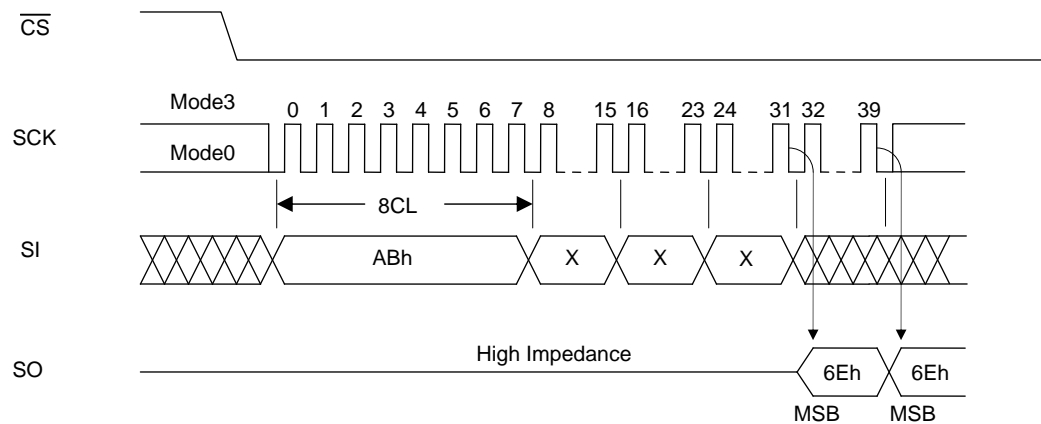 CS
Mode3
0 1 2 3 4 5 6 7 8 15 16 23 24 31 32 39
SCK
Mode0
8CL
SI
ABh X X X
High Impedance
SO
6Eh 6Eh
MSB MSB